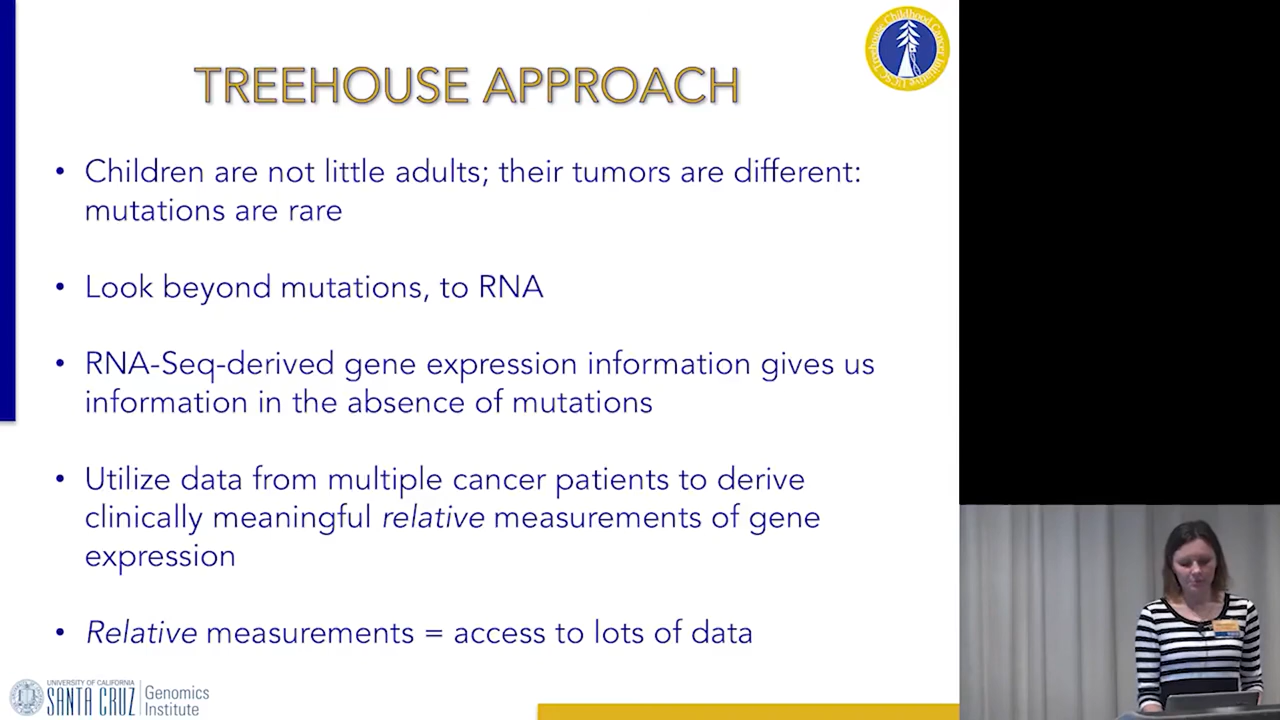 TREEHOUSE APPROACH
• Children are not little adults; their tumors are different:
mutations are rare
• Look beyond mutations, to RNA
• RNA-Seq-derived gene expression information gives us
information in the absence of mutations
• Utilize data from multiple cancer patients to derive
clinically meaningful relative measurements of gene
expression
• Relative measurements = access to lots of data
UNIVERSITY OF CALIFORNIA
SANTA CRUZ
Genomics
Institute